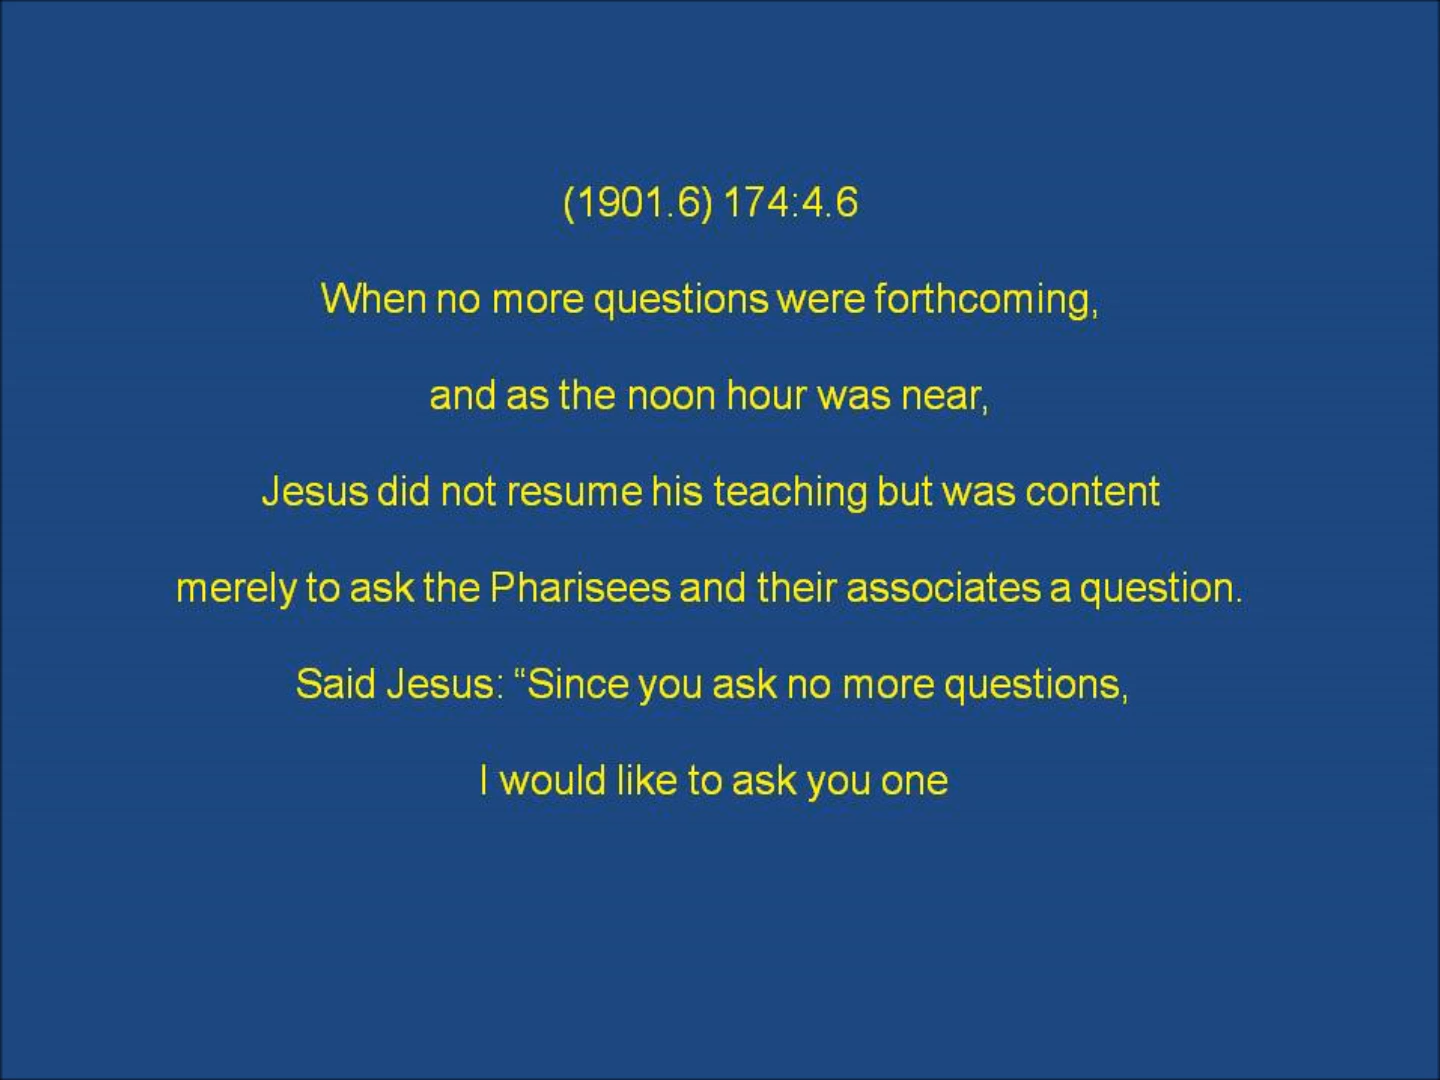 (1901.6) 174:4.6
When no more questions were forthcoming,
and as the noon hour was near,
Jesus did not resume his teaching but was content
merely to ask the Pharisees and their associates a question.
Said Jesus: “Since you ask no more questions,
I would like to ask you one